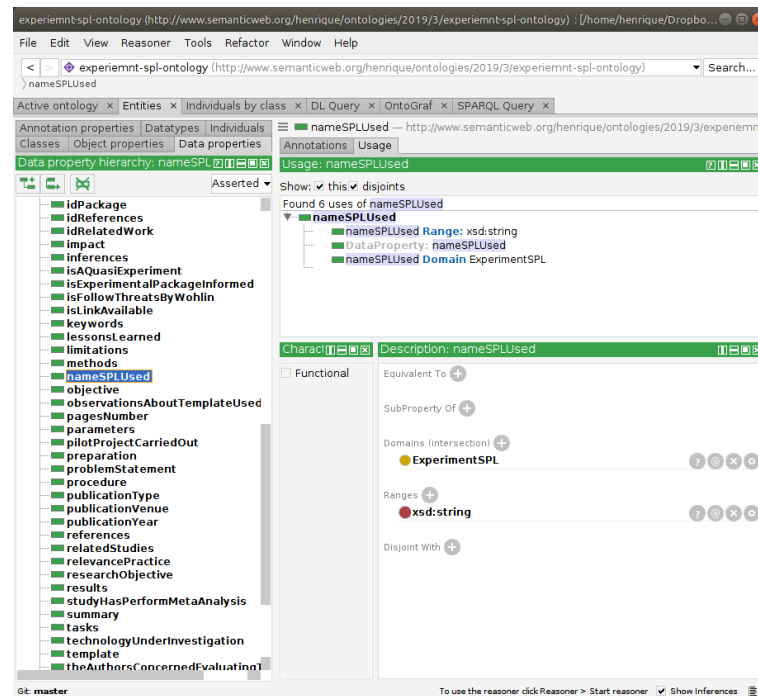 experiemnt-spl-ontology (http://www.semanticweb.org/henrique/ontologies/2019/3/experiemnt-spl-ontology) : [/home/henrique/Dropbo...
File Edit View Reasoner Tools Refactor Window Help
< > experiemnt-spl-ontology (http://www.semanticweb.org/henrique/ontologies/2019/3/experiemnt-spl-ontology) Search...
nameSPLUsed
Active ontology × Entities × Individuals by class × DL Query × OntoGraf × SPARQL Query ×
Annotation properties Datatypes Individuals
Classes Object properties Data properties
Data property hierarchy: nameSPL
Asserted
idPackage
idReferences
idRelatedWork
impact
inferences
isAQuasiExperiment
isExperimentalPackageInformed
isFollowThreatsByWohlin
isLinkAvailable
keywords
lessonsLearned
limitations
methods
nameSPLUsed
objective
observationsAboutTemplateUsed
pagesNumber
parameters
pilotProjectCarriedOut
preparation
problemStatement
procedure
publicationType
publicationVenue
publicationYear
references
relatedStudies
relevancePractice
researchObjective
results
studyHasPerformMetaAnalysis
summary
tasks
technologyUnderInvestigation
template
theAuthorsConcernedEvaluatingT
nameSPLUsed — http://www.semanticweb.org/henrique/ontologies/2019/3/experiemn
Annotations Usage
Usage: nameSPLUsed
Show: this disjoints
Found 6 uses of nameSPLUsed
nameSPLUsed
nameSPLUsed Range: xsd:string
DataProperty: nameSPLUsed
nameSPLUsed Domain ExperimentSPL
Charact
Functional
Description: nameSPLUsed
Equivalent To
SubProperty Of
Domains (intersection)
ExperimentSPL
Ranges
xsd:string
Disjoint With
Git: master
To use the reasoner click Reasoner > Start reasoner Show Inferences